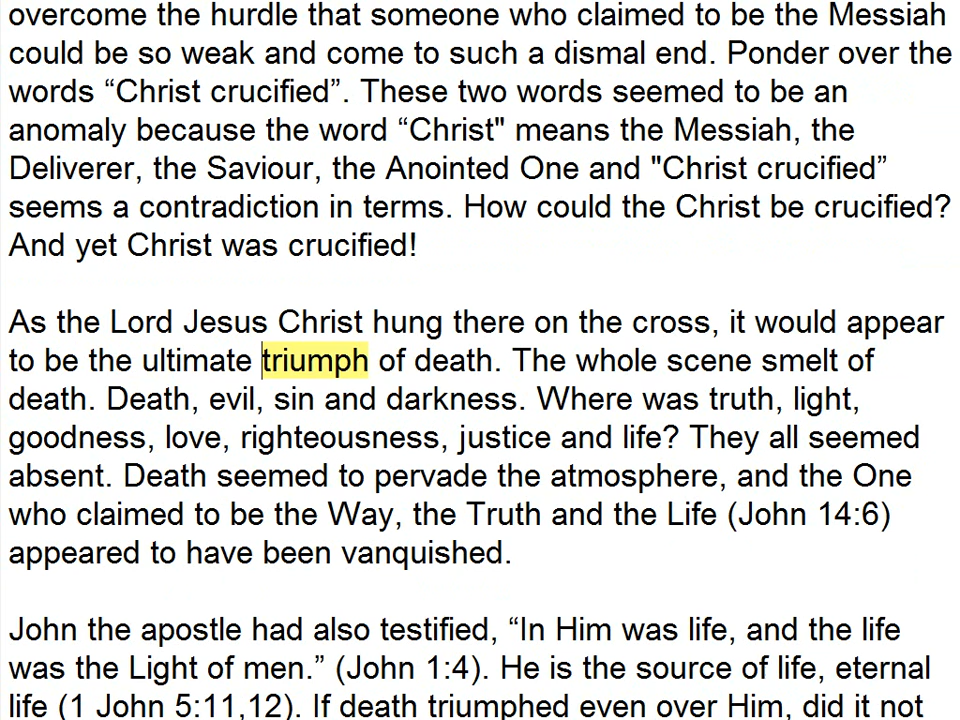 overcome the hurdle that someone who claimed to be the Messiah
could be so weak and come to such a dismal end. Ponder over the
words “Christ crucified”. These two words seemed to be an
anomaly because the word “Christ" means the Messiah, the
Deliverer, the Saviour, the Anointed One and "Christ crucified”
seems a contradiction in terms. How could the Christ be crucified?
And yet Christ was crucified!
As the Lord Jesus Christ hung there on the cross, it would appear
to be the ultimate triumph of death. The whole scene smelt of
death. Death, evil, sin and darkness. Where was truth, light,
goodness, love, righteousness, justice and life? They all seemed
absent. Death seemed to pervade the atmosphere, and the One
who claimed to be the Way, the Truth and the Life (John 14:6)
appeared to have been vanquished.
John the apostle had also testified, “In Him was life, and the life
was the Light of men.” (John 1:4). He is the source of life, eternal
life (1 John 5:11,12). If death triumphed even over Him, did it not